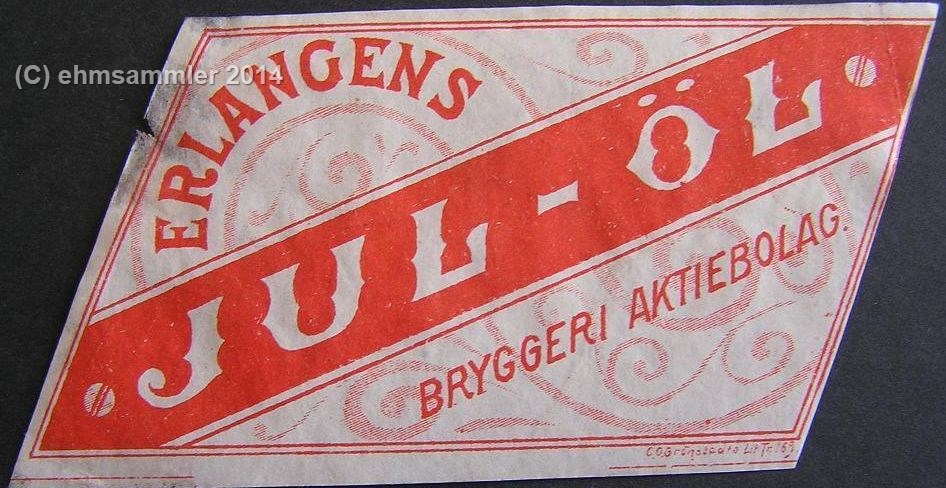 (C) ehmsammler 2014
ERLANGENS
JUL-ÖL
BRYGGERI AKTIEBOLAG.
C.O.